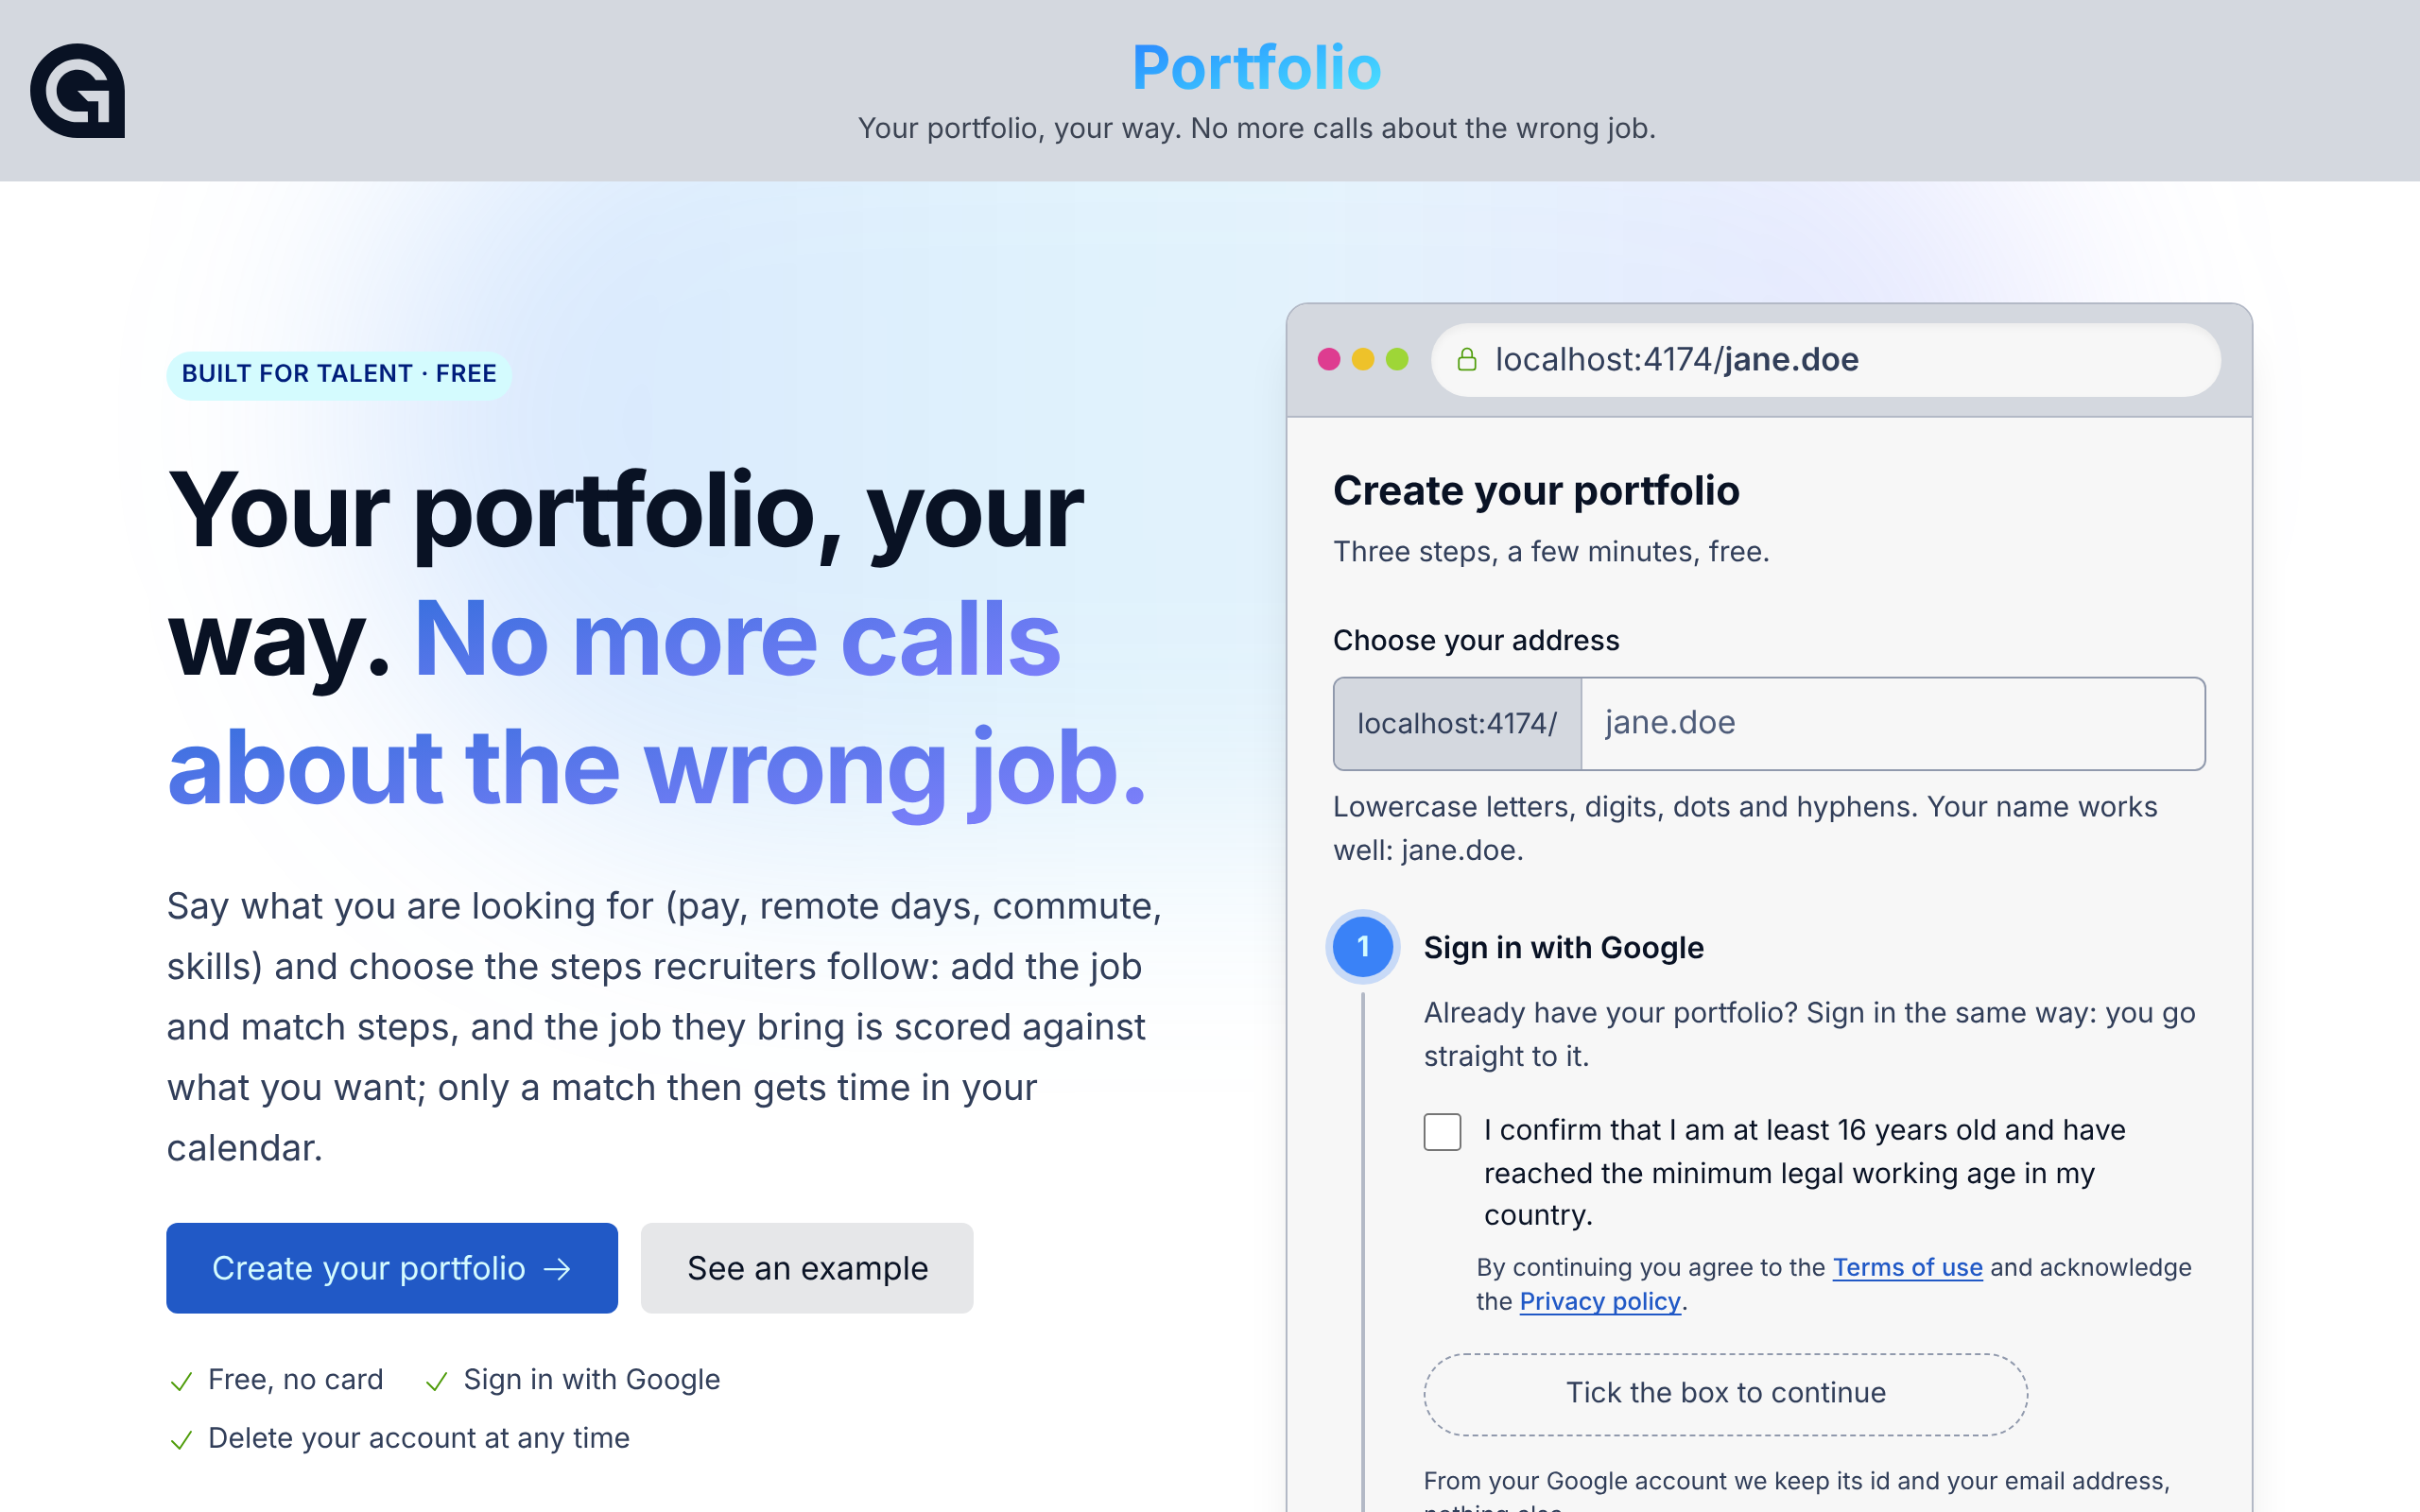 Portfolio
Your portfolio, your way. No more calls about the wrong job.
BUILT FOR TALENT · FREE
Your portfolio, your
way. No more calls
about the wrong job.
Say what you are looking for (pay, remote days, commute,
skills) and choose the steps recruiters follow: add the job
and match steps, and the job they bring is scored against
what you want; only a match then gets time in your
calendar.
Create your portfolio →
See an example
Free, no card
Sign in with Google
Delete your account at any time
localhost:4174/jane.doe
Create your portfolio
Three steps, a few minutes, free.
Choose your address
localhost:4174/
jane.doe
Lowercase letters, digits, dots and hyphens. Your name works
well: jane.doe.
1
Sign in with Google
Already have your portfolio? Sign in the same way: you go
straight to it.
I confirm that I am at least 16 years old and have
reached the minimum legal working age in my
country.
By continuing you agree to the Terms of use and acknowledge
the Privacy policy.
Tick the box to continue
From your Google account we keep its id and your email address,